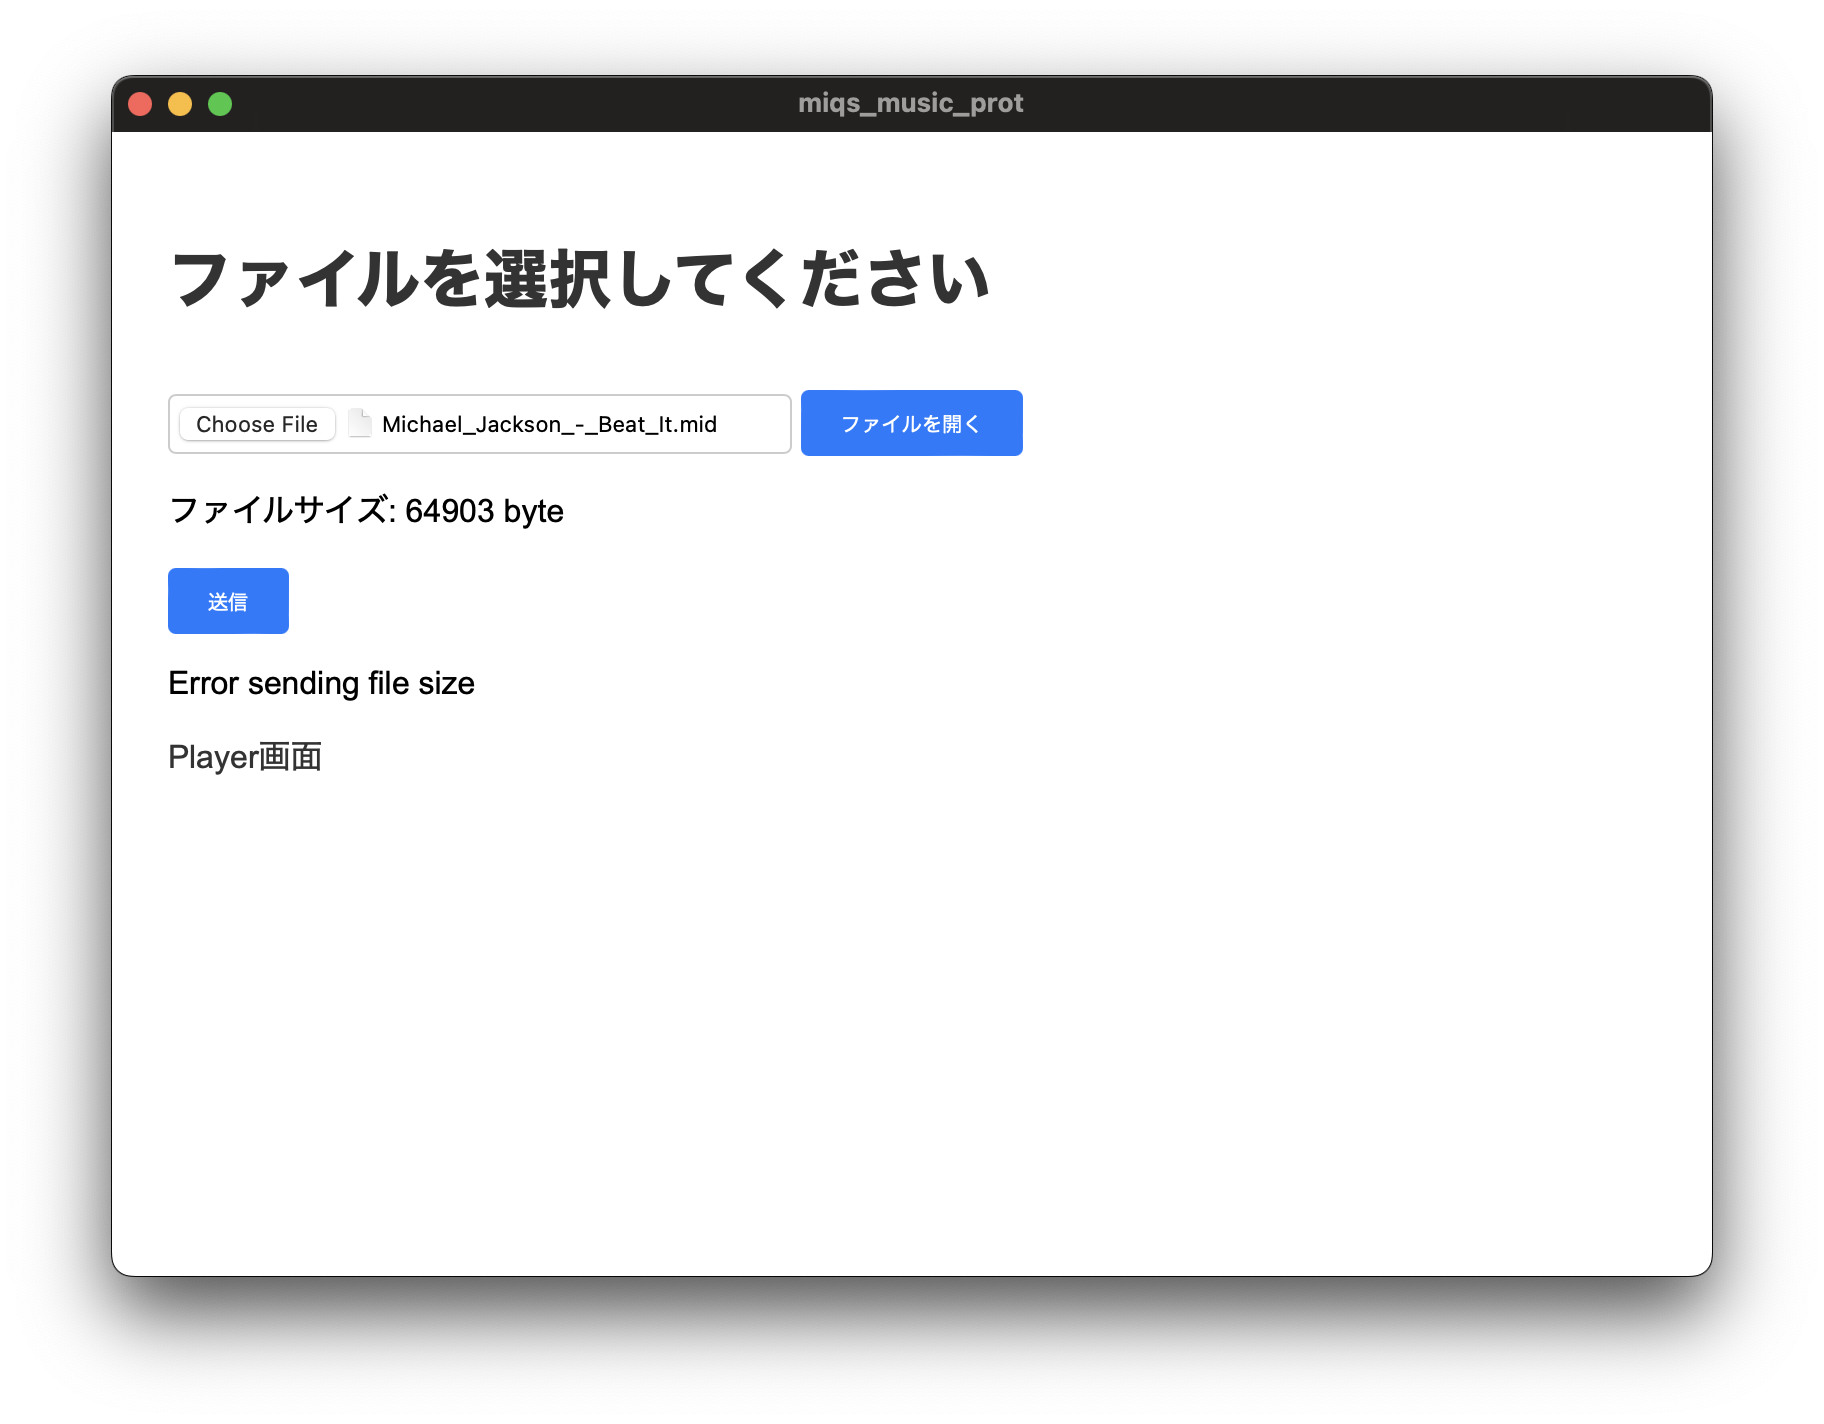 miqs_music_prot
ファイルを選択してください
Choose File Michael_Jackson_-_Beat_It.mid ファイルを開く
ファイルサイズ: 64903 byte
送信
Error sending file size
Player画面